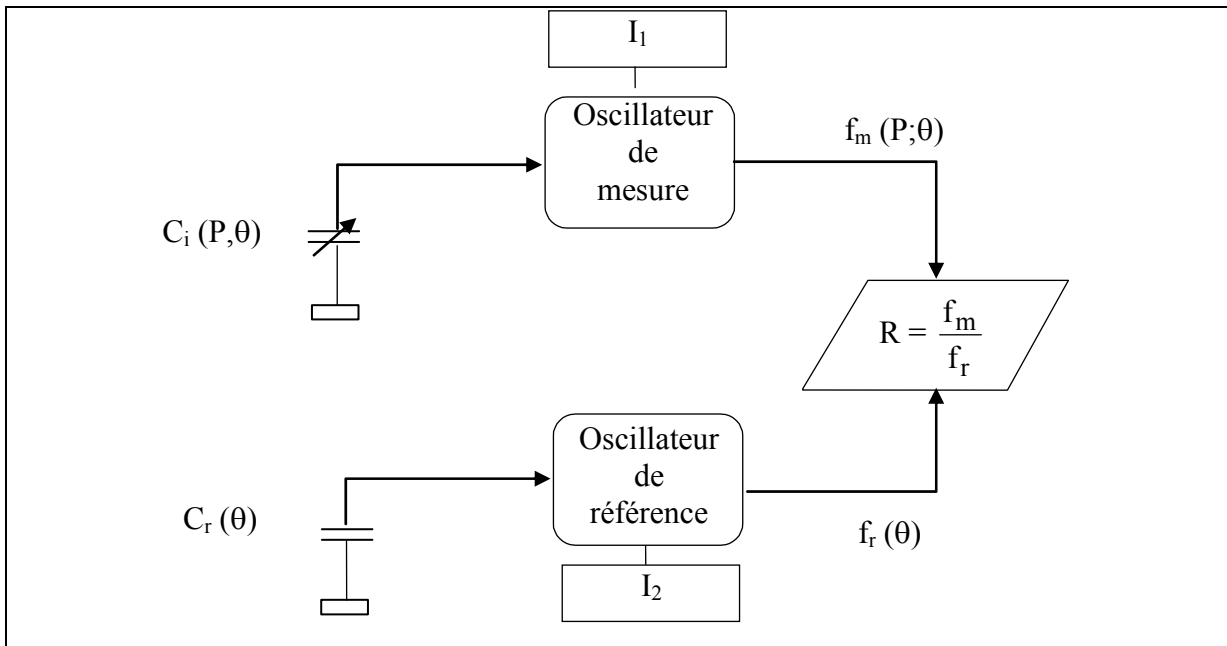 I₁
Oscillateur
de
mesure
fₘ (P;θ)
Cᵢ (P,θ)
R = fₘ / fᵣ
Oscillateur
de
référence
Cᵣ (θ)
fᵣ (θ)
I₂